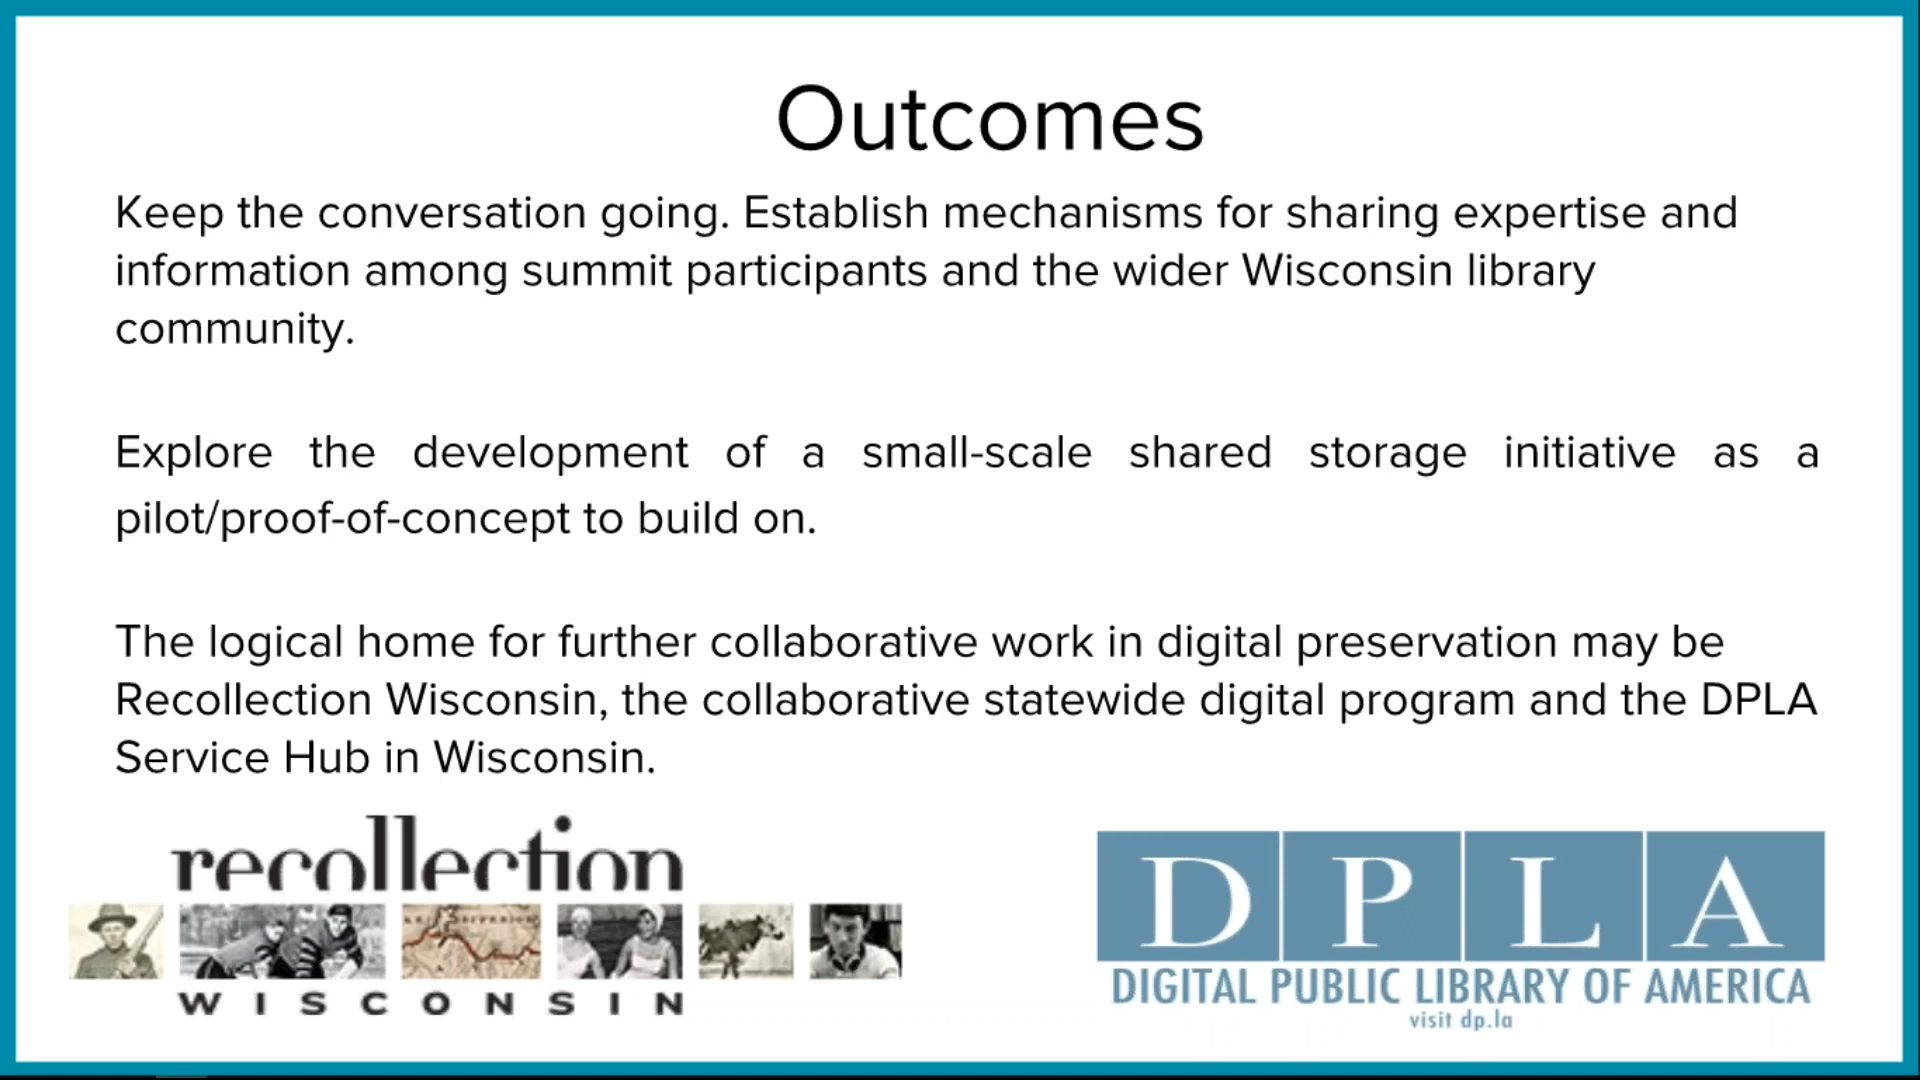 Outcomes
Keep the conversation going. Establish mechanisms for sharing expertise and
information among summit participants and the wider Wisconsin library
community.
Explore the development of a small-scale shared storage initiative as a
pilot/proof-of-concept to build on.
The logical home for further collaborative work in digital preservation may be
Recollection Wisconsin, the collaborative statewide digital program and the DPLA
Service Hub in Wisconsin.
recollection
WISCONSIN
DPLA
DIGITAL PUBLIC LIBRARY OF AMERICA
visit dp.la